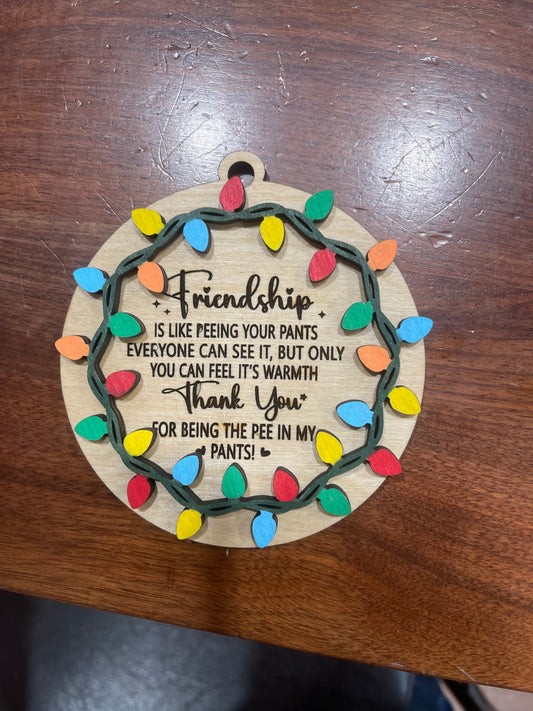 Friendship
IS LIKE PEEING YOUR PANTS
EVERYONE CAN SEE IT, BUT ONLY
YOU CAN FEEL IT'S WARMTH
Thank You
FOR BEING THE PEE IN MY
PANTS!